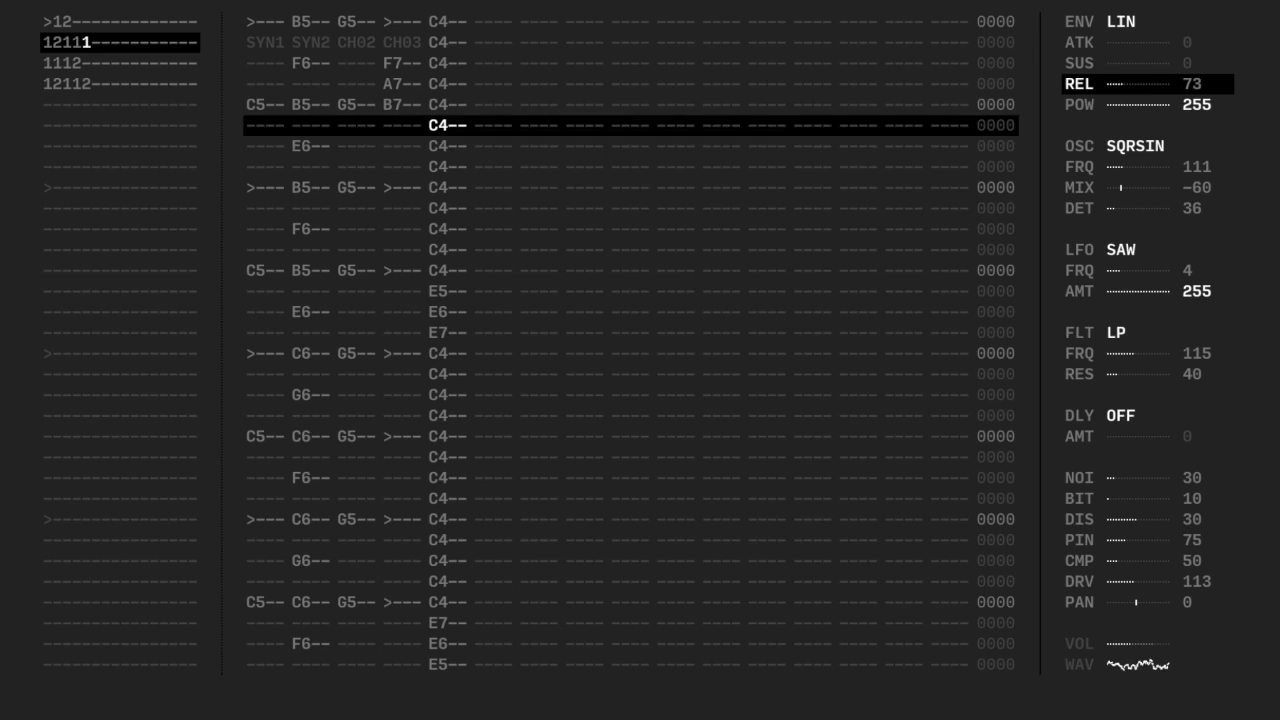 >12------------- >--- B5-- G5-- >--- C4-- ---- ---- ---- ---- ---- ---- ---- ---- ---- ---- ---- 0000 ENV LIN
12111----------- SYN1 SYN2 CH02 CH03 C4-- ---- ---- ---- ---- ---- ---- ---- ---- ---- ---- ---- 0000 ATK 0
1112------------ ---- F6-- ---- F7-- C4-- ---- ---- ---- ---- ---- ---- ---- ---- ---- ---- ---- 0000 SUS 0
12112----------- ---- ---- ---- A7-- C4-- ---- ---- ---- ---- ---- ---- ---- ---- ---- ---- ---- 0000 REL 73
---------------- C5-- B5-- G5-- B7-- C4-- ---- ---- ---- ---- ---- ---- ---- ---- ---- ---- ---- 0000 POW 255
---------------- ---- ---- ---- ---- C4-- ---- ---- ---- ---- ---- ---- ---- ---- ---- ---- ---- 0000
---------------- ---- E6-- ---- ---- C4-- ---- ---- ---- ---- ---- ---- ---- ---- ---- ---- ---- 0000 OSC SQRSIN
---------------- ---- ---- ---- ---- C4-- ---- ---- ---- ---- ---- ---- ---- ---- ---- ---- ---- 0000 FRQ 111
>--------------- >--- B5-- G5-- >--- C4-- ---- ---- ---- ---- ---- ---- ---- ---- ---- ---- ---- 0000 MIX -60
---------------- ---- ---- ---- ---- C4-- ---- ---- ---- ---- ---- ---- ---- ---- ---- ---- ---- 0000 DET 36
---------------- ---- F6-- ---- ---- C4-- ---- ---- ---- ---- ---- ---- ---- ---- ---- ---- ---- 0000
---------------- ---- ---- ---- ---- C4-- ---- ---- ---- ---- ---- ---- ---- ---- ---- ---- ---- 0000 LFO SAW
---------------- C5-- B5-- G5-- >--- C4-- ---- ---- ---- ---- ---- ---- ---- ---- ---- ---- ---- 0000 FRQ 4
---------------- ---- ---- ---- ---- E5-- ---- ---- ---- ---- ---- ---- ---- ---- ---- ---- ---- 0000 AMT 255
---------------- ---- E6-- ---- ---- E6-- ---- ---- ---- ---- ---- ---- ---- ---- ---- ---- ---- 0000
---------------- ---- ---- ---- ---- E7-- ---- ---- ---- ---- ---- ---- ---- ---- ---- ---- ---- 0000 FLT LP
>--------------- >--- C6-- G5-- >--- C4-- ---- ---- ---- ---- ---- ---- ---- ---- ---- ---- ---- 0000 FRQ 115
---------------- ---- ---- ---- ---- C4-- ---- ---- ---- ---- ---- ---- ---- ---- ---- ---- ---- 0000 RES 40
---------------- ---- G6-- ---- ---- C4-- ---- ---- ---- ---- ---- ---- ---- ---- ---- ---- ---- 0000
---------------- ---- ---- ---- ---- C4-- ---- ---- ---- ---- ---- ---- ---- ---- ---- ---- ---- 0000 DLY OFF
---------------- C5-- C6-- G5-- >--- C4-- ---- ---- ---- ---- ---- ---- ---- ---- ---- ---- ---- 0000 AMT 0
---------------- ---- ---- ---- ---- C4-- ---- ---- ---- ---- ---- ---- ---- ---- ---- ---- ---- 0000
---------------- ---- F6-- ---- ---- C4-- ---- ---- ---- ---- ---- ---- ---- ---- ---- ---- ---- 0000 NOI 30
---------------- ---- ---- ---- ---- C4-- ---- ---- ---- ---- ---- ---- ---- ---- ---- ---- ---- 0000 BIT 10
>--------------- >--- C6-- G5-- >--- C4-- ---- ---- ---- ---- ---- ---- ---- ---- ---- ---- ---- 0000 DIS 30
---------------- ---- ---- ---- ---- C4-- ---- ---- ---- ---- ---- ---- ---- ---- ---- ---- ---- 0000 PIN 75
---------------- ---- G6-- ---- ---- C4-- ---- ---- ---- ---- ---- ---- ---- ---- ---- ---- ---- 0000 CMP 50
---------------- ---- ---- ---- ---- C4-- ---- ---- ---- ---- ---- ---- ---- ---- ---- ---- ---- 0000 DRV 113
---------------- C5-- C6-- G5-- >--- C4-- ---- ---- ---- ---- ---- ---- ---- ---- ---- ---- ---- 0000 PAN 0
---------------- ---- ---- ---- ---- E7-- ---- ---- ---- ---- ---- ---- ---- ---- ---- ---- ---- 0000
---------------- ---- F6-- ---- ---- E6-- ---- ---- ---- ---- ---- ---- ---- ---- ---- ---- ---- 0000 VOL
---------------- ---- ---- ---- ---- E5-- ---- ---- ---- ---- ---- ---- ---- ---- ---- ---- ---- 0000 WAV